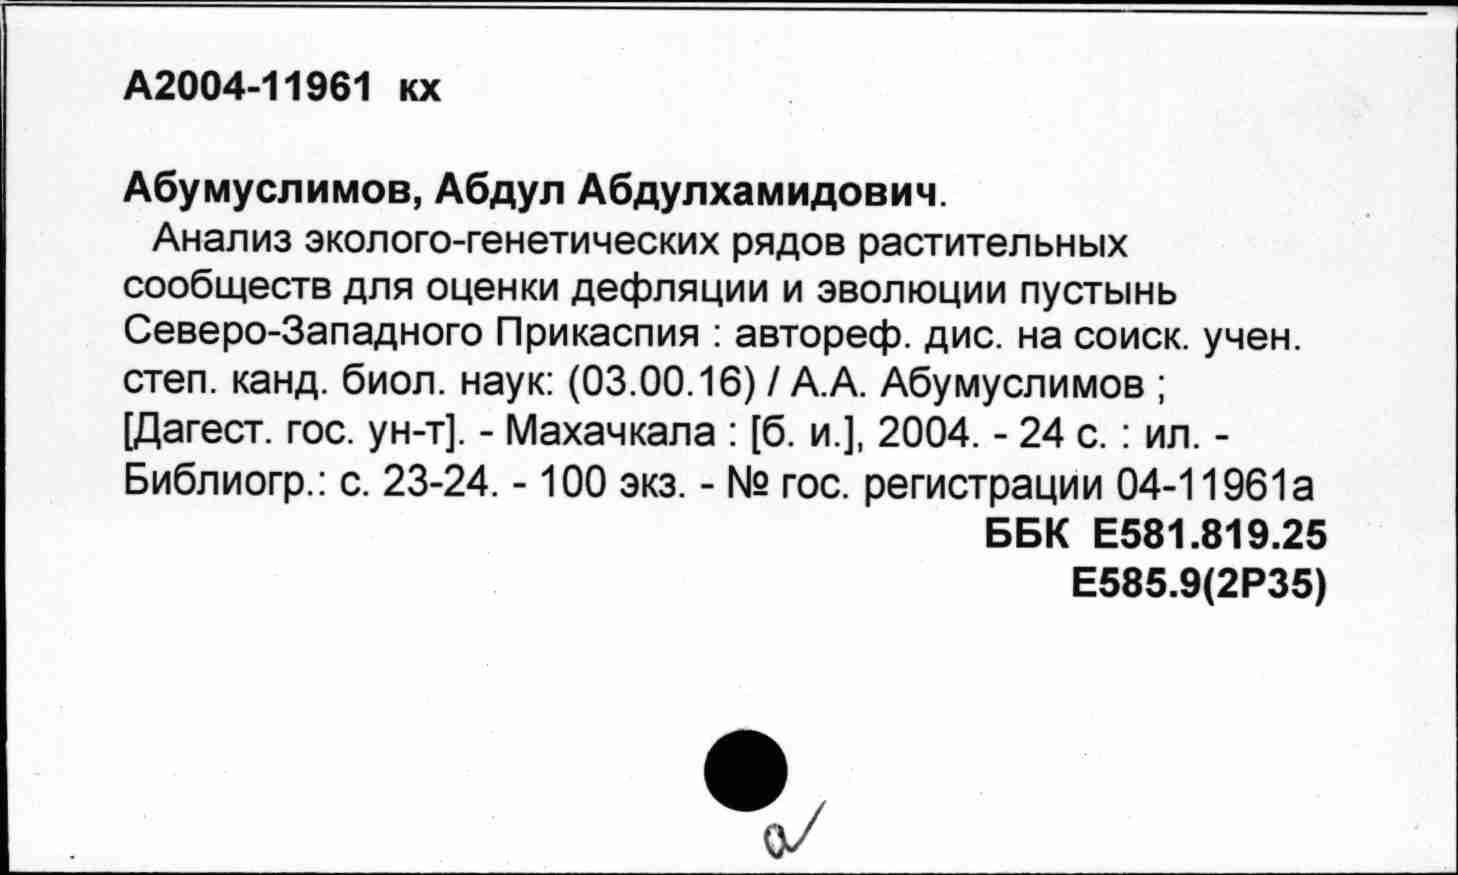 А2004-11961 кх
Абумуслимов, Абдул Абдулхамидович.
Анализ эколого-генетических рядов растительных
сообществ для оценки дефляции и эволюции пустынь
Северо-Западного Прикаспия : автореф. дис. на соиск. учен.
степ. канд. биол. наук: (03.00.16) / А.А. Абумуслимов ;
[Дагест. гос. ун-т]. - Махачкала : [б. и.], 2004. - 24 с. : ил. -
Библиогр.: с. 23-24. - 100 экз. - № гос. регистрации 04-11961а
ББК Е581.819.25
Е585.9(2Р35)